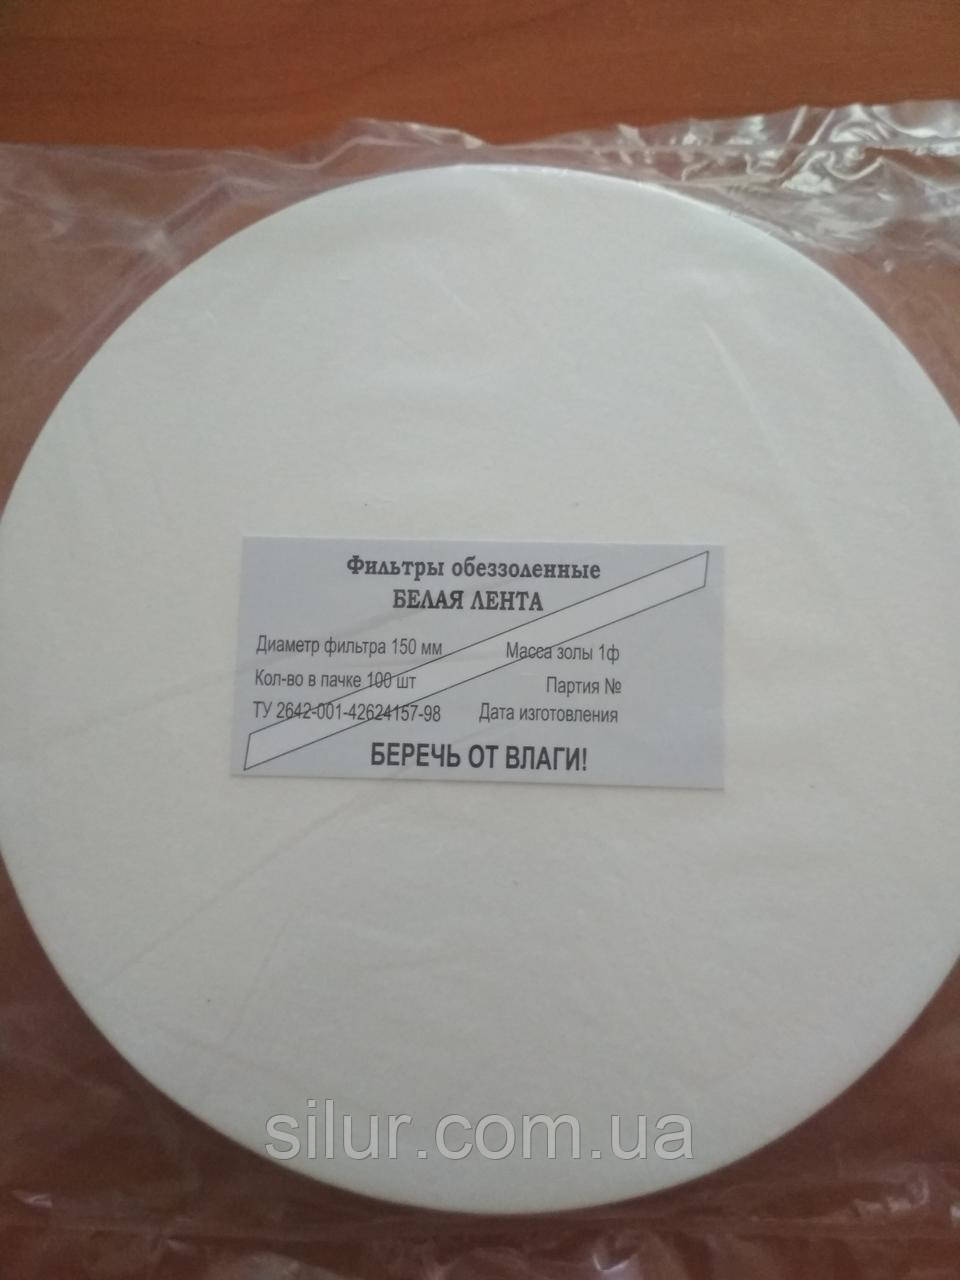 Фильтры обеззоленные
БЕЛАЯ ЛЕНТА
Диаметр фильтра 150 мм Масса золы 1ф
Кол-во в пачке 100 шт Партия №
ТУ 2642-001-42624157-98 Дата изготовления
БЕРЕЧЬ ОТ ВЛАГИ!
silur.com.ua